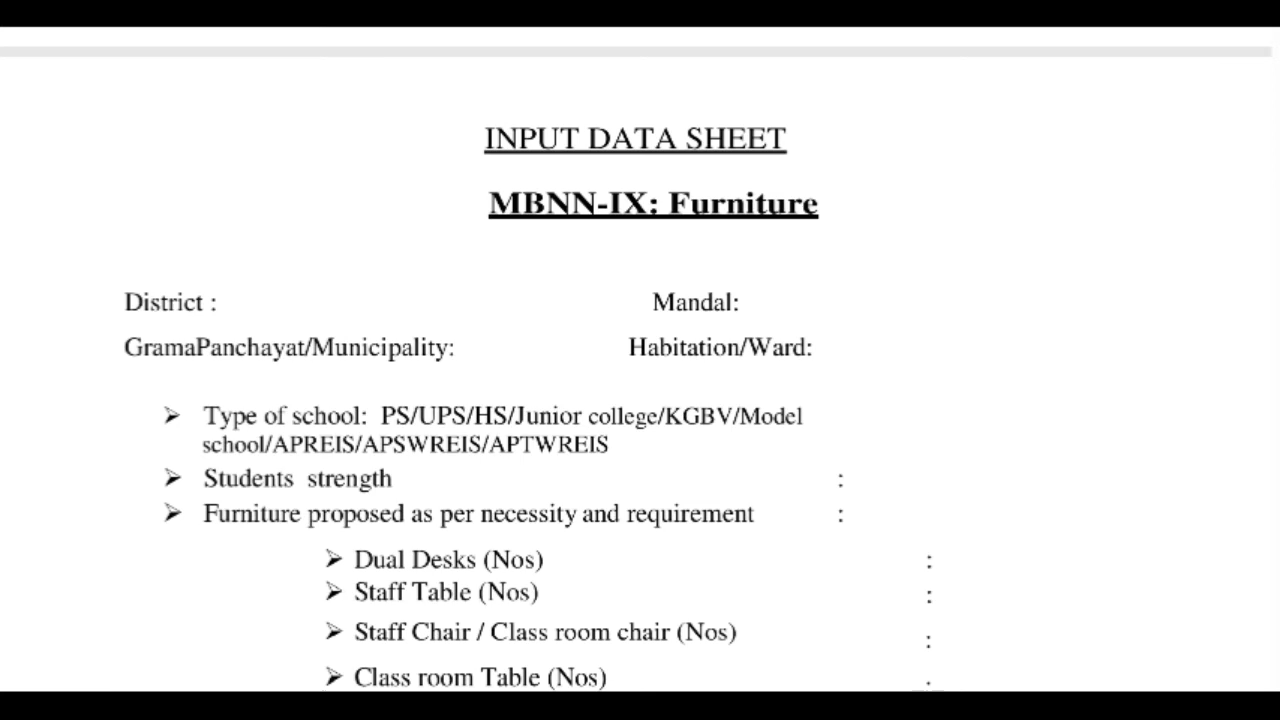 INPUT DATA SHEET
MBNN-IX: Furniture
District : Mandal:
GramaPanchayat/Municipality: Habitation/Ward:
➢ Type of school: PS/UPS/HS/Junior college/KGBV/Model
school/APREIS/APSWREIS/APTWREIS
➢ Students strength :
➢ Furniture proposed as per necessity and requirement :
➢ Dual Desks (Nos) :
➢ Staff Table (Nos) :
➢ Staff Chair / Class room chair (Nos) :
➢ Class room Table (Nos) :